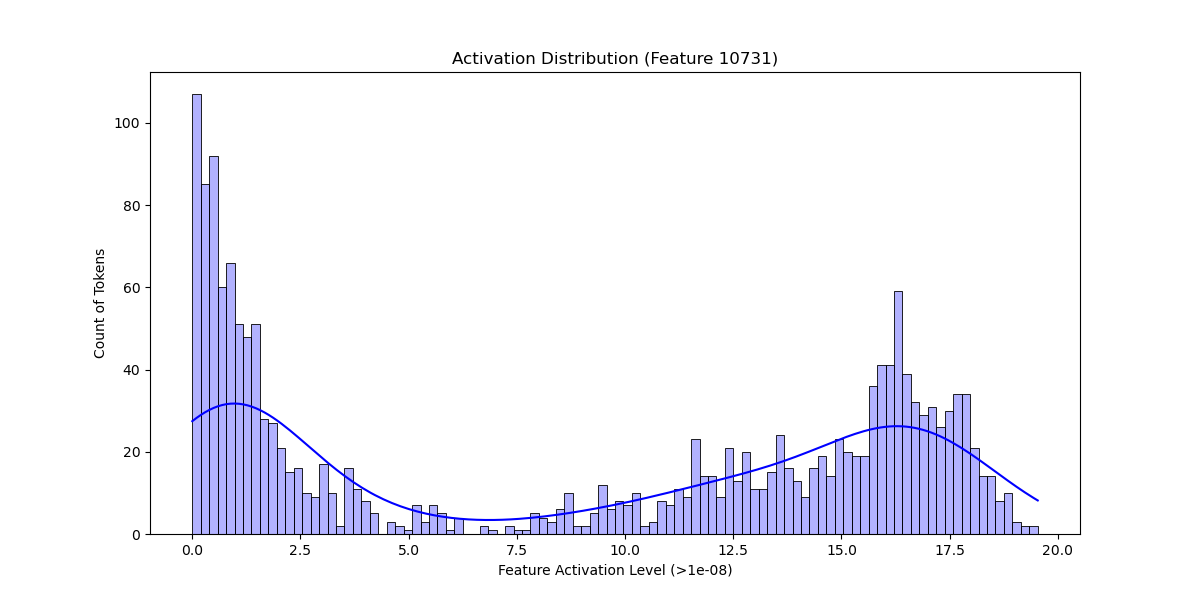 Activation Distribution (Feature 10731)
Count of Tokens
100
80
60
40
20
0
0.0 2.5 5.0 7.5 10.0 12.5 15.0 17.5 20.0
Feature Activation Level (>1e-08)